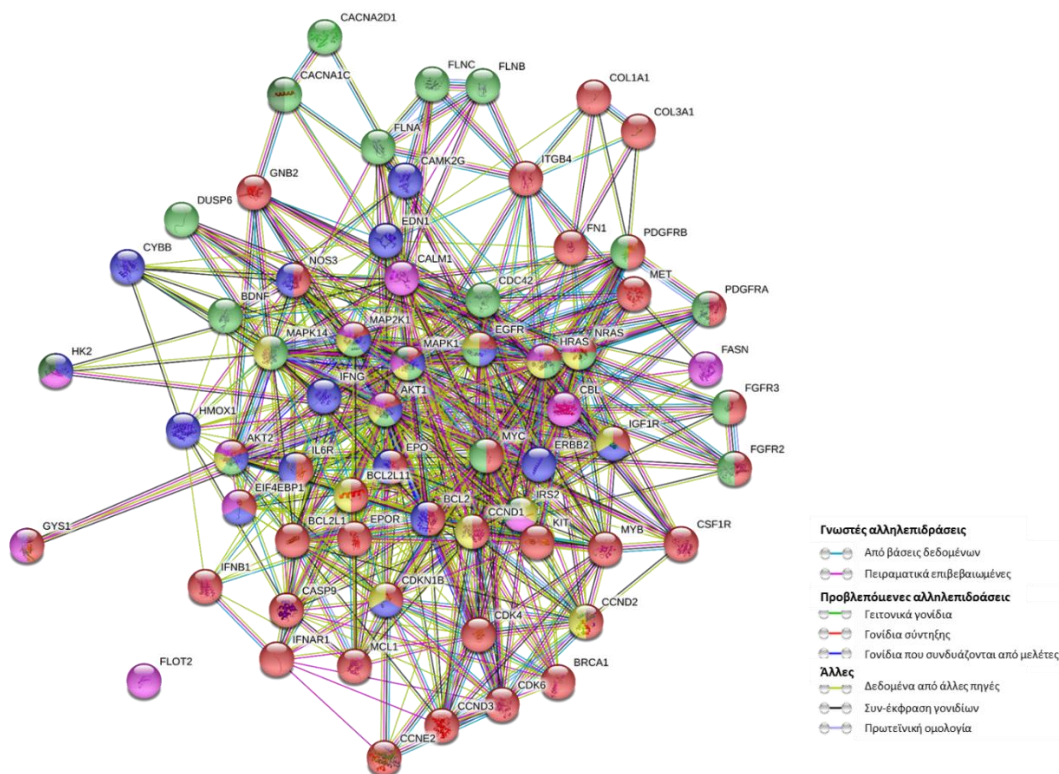 CACNA2D1
CACNA1C
FLNC
FLNB
COL1A1
COL3A1
FLNA
CAMK2G
ITGB4
GNB2
DUSP6
EDN1
FN1
PDGFRB
CYBB
NOS3
CALM1
MET
CDC42
PDGFRA
BDNF
MAP2K1
EGFR
NRAS
MAPK14
MAPK1
HRAS
HK2
IFNG
FASN
AKT1
CBL
FGFR3
HMOX1
MYC
ERBB2
IGF1R
AKT2
IL6R
EPO
FGFR2
EIF4EBP1
BCL2L11
BCL2
IRS2
CCND1
GYS1
BCL2L1
EPOR
KIT
MYB
CSF1R
IFNB1
CASP9
CDKN1B
CCND2
CDK4
IFNAR1
MCL1
FLOT2
BRCA1
CDK6
CCND3
CCNE2
Γνωστές αλληλεπιδράσεις
Από βάσεις δεδομένων
Πειραματικά επιβεβαιωμένες
Προβλεπόμενες αλληλεπιδοάσεις
Γειτονικά γονίδια
Γονίδια σύντηξης
Γονίδια που συνδυάζονται από μελέτες
Άλλες
Δεδομένα από άλλες πηγές
Συν-έκφραση γονιδίων
Πρωτεϊνική ομολογία